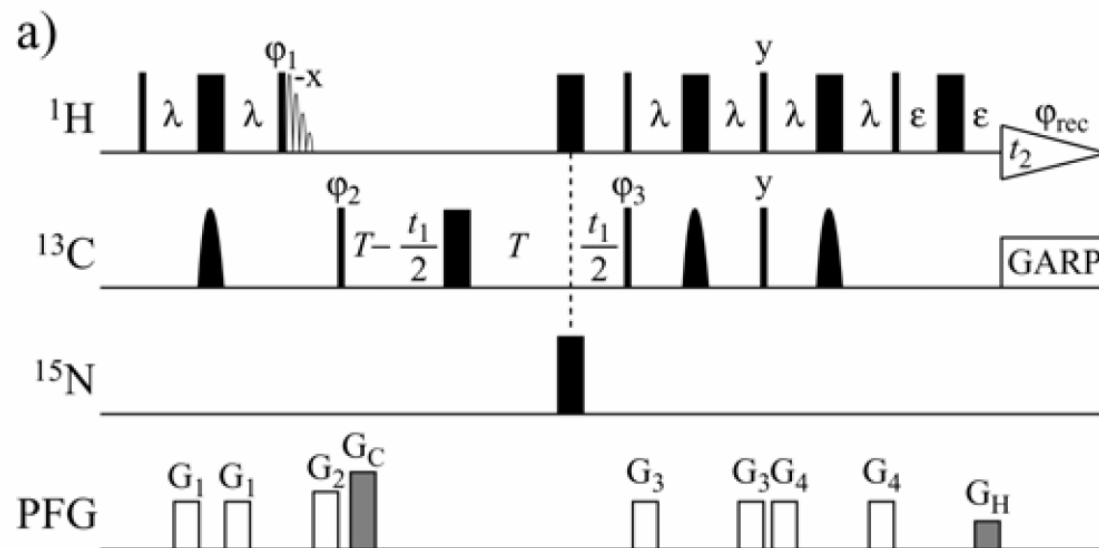 a)
φ1 -x y
¹H λ λ λ λ λ λ ε ε φrec
t2
φ2 φ3 y
¹³C T– t1/2 T t1/2 GARP
¹⁵N
PFG G1 G1 G2 GC G3 G3 G4 G4 GH